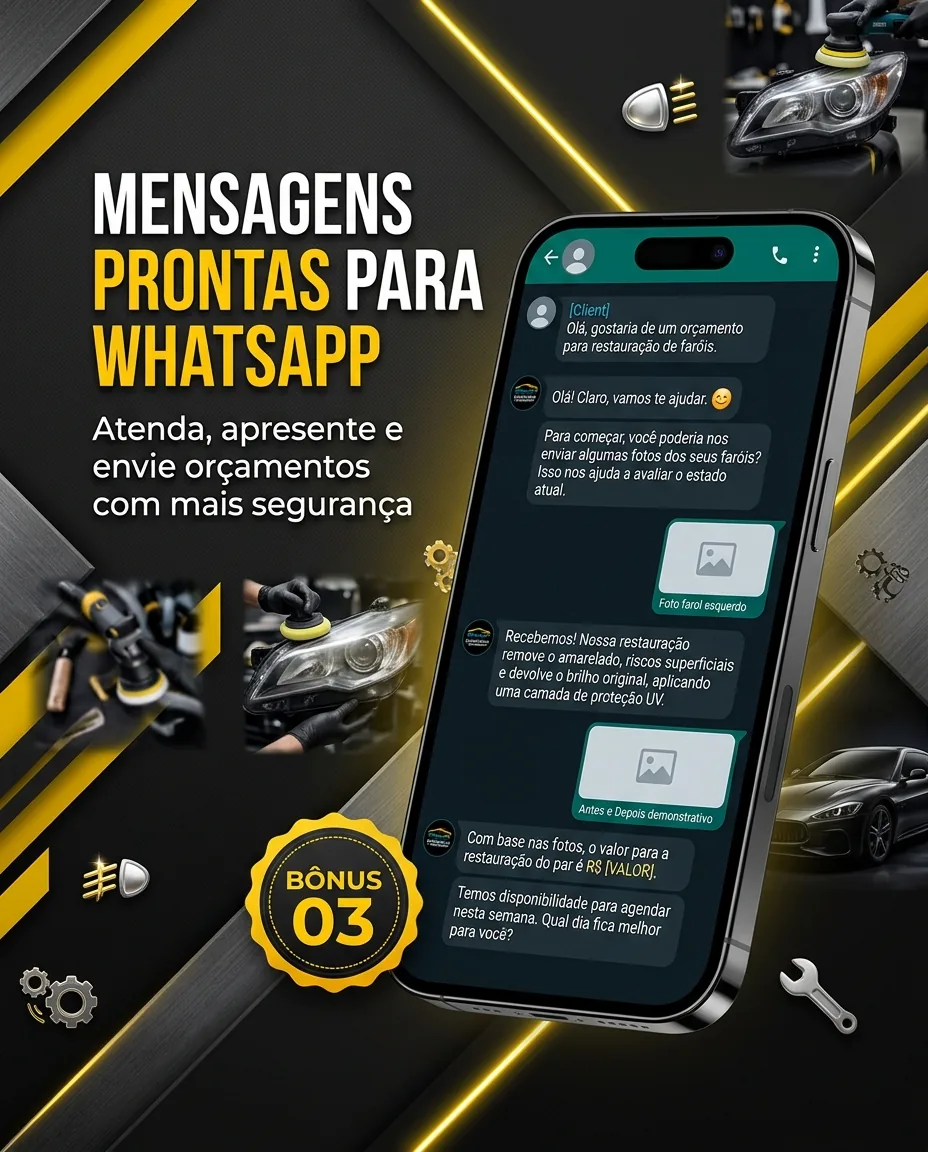 MENSAGENS
PRONTAS PARA
WHATSAPP
Atenda, apresente e
envie orçamentos
com mais segurança
[Client]
Olá, gostaria de um orçamento
para restauração de faróis.
Olá! Claro, vamos te ajudar. 😊
Para começar, você poderia nos
enviar algumas fotos dos seus faróis?
Isso nos ajuda a avaliar o estado
atual.
Foto farol esquerdo
Recebemos! Nossa restauração
remove o amarelado, riscos superficiais
e devolve o brilho original, aplicando
uma camada de proteção UV.
Antes e Depois demonstrativo
Com base nas fotos, o valor para a
restauração do par é R$ [VALOR].
Temos disponibilidade para agendar
nesta semana. Qual dia fica melhor
para você?
BÔNUS
03